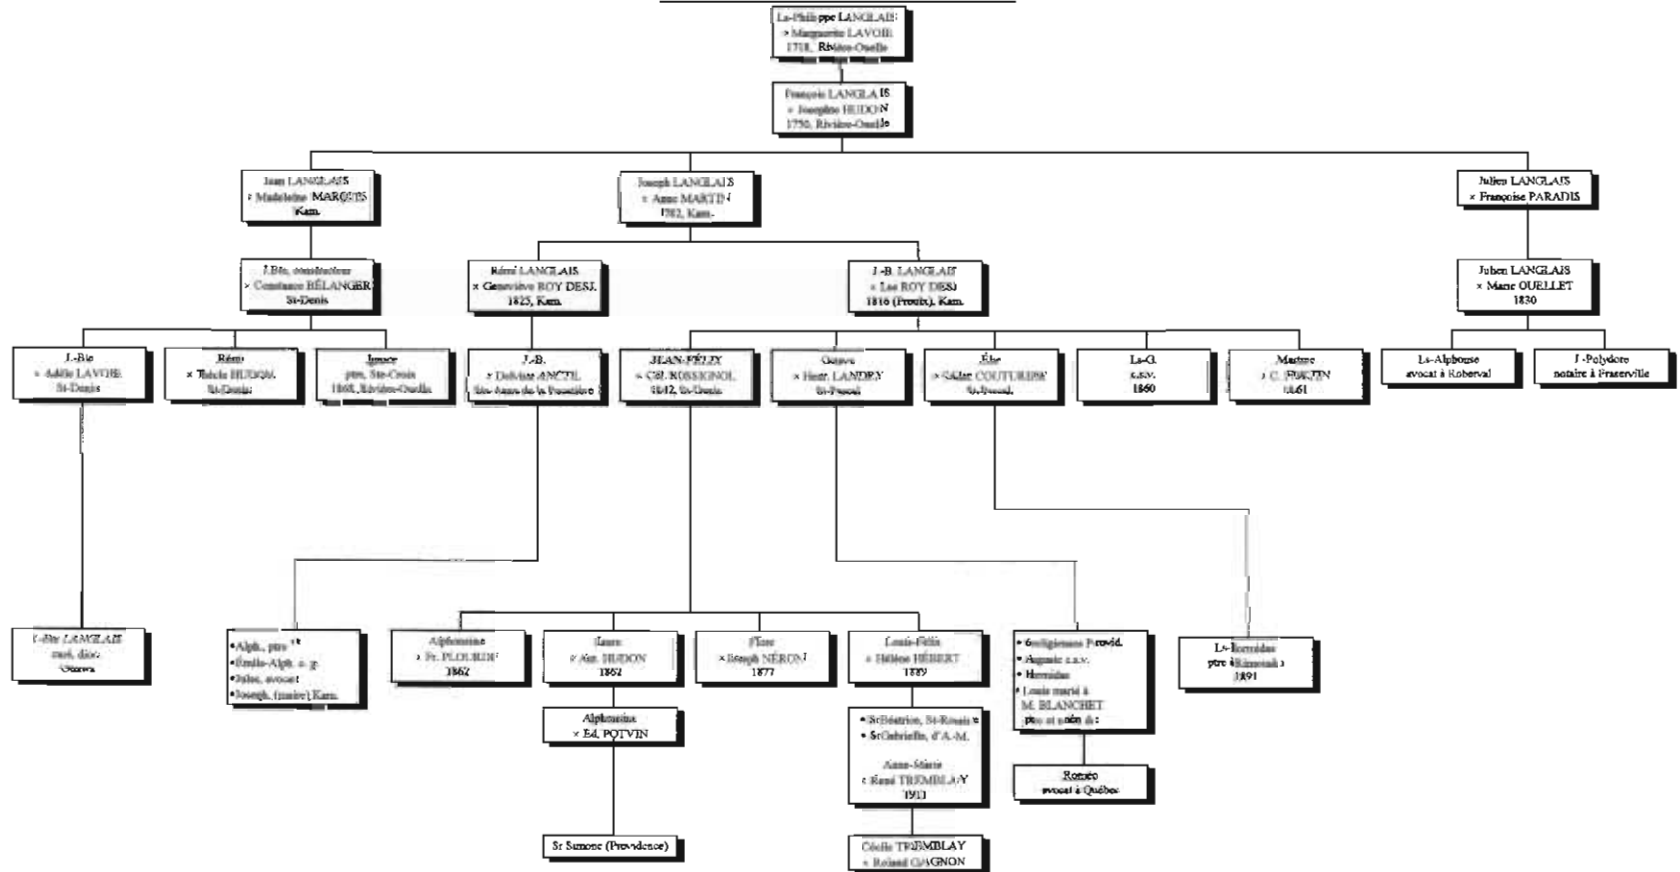 Ls-Philippe LANGLAIS
× Marguerite LAVOIE
1718, Rivière-Ouelle
François LANGLAIS
× Josephte HUDON
1750, Rivière-Ouelle
Jean LANGLAIS
× Madeleine MARQUIS
Kam.
Joseph LANGLAIS
× Anne MARTIN
1782, Kam.
Julien LANGLAIS
× Françoise PARADIS
J.Bte, constructeur
× Constance BÉLANGER
St-Denis
Rémi LANGLAIS
× Geneviève ROY DESJ.
1825, Kam.
J.-B. LANGLAIS
× Lse ROY DESJ
1816 (Proulx), Kam.
Julien LANGLAIS
× Marie OUELLET
1830
J.-Bte
× Adèle LAVOIE
St-Denis
Rémi
× Thècle HUDON
St-Denis
Ignace
ptre, Ste-Croix
1868, Rivière-Ouelle
J.-B.
× Delvina ANCTIL
Ste-Anne de la Pocatière
JEAN-FÉLIX
× Cél. ROSSIGNOL
1842, St-Denis
Octave
× Henr. LANDRY
St-Pascal
Élie
COUTURIER
St-Pascal
Ls-G.
c.s.v.
1860
Martine
× C. FORTIN
1861
Ls-Alphonse
avocat à Roberval
J.-Polydore
notaire à Fraserville
J.-Bte LANGLAIS
curé, dioc.
Ottawa
•Alph., ptre
•Émile-Alph. e. g.
•Jules, avocat
•Joseph, (maire) Kam.
Alphonsine
× Fr. PLOURDE
1862
Laure
× Ant. HUDON
1862
Flore
× Joseph NÉRON
1877
Louis-Félix
× Hélène HÉBERT
1889
• 6 religieuses Provid.
• Auguste c.s.v.
• Hermidas
• Louis marié à
M. BLANCHET
Ls-Hormidas
ptre à Rimouski
1891
Alphonsine
× Ed. POTVIN
• Sr Béatrice, St-Rosaire
• Sr Gabrielle, d'A.-M.
Anne-Marie
× René TREMBLAY
1911
Roméo
avocat à Québec
Sr Simone (Providence)
Cécile TREMBLAY
× Roland GAGNON